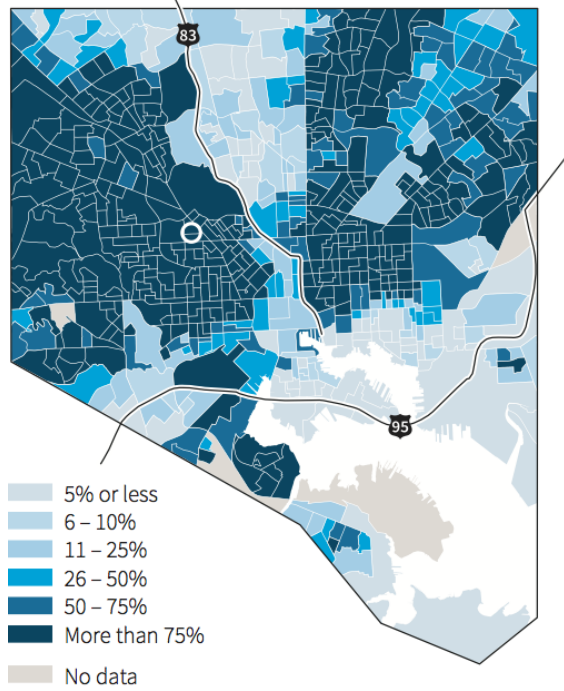 83
95
5% or less
6 – 10%
11 – 25%
26 – 50%
50 – 75%
More than 75%
No data